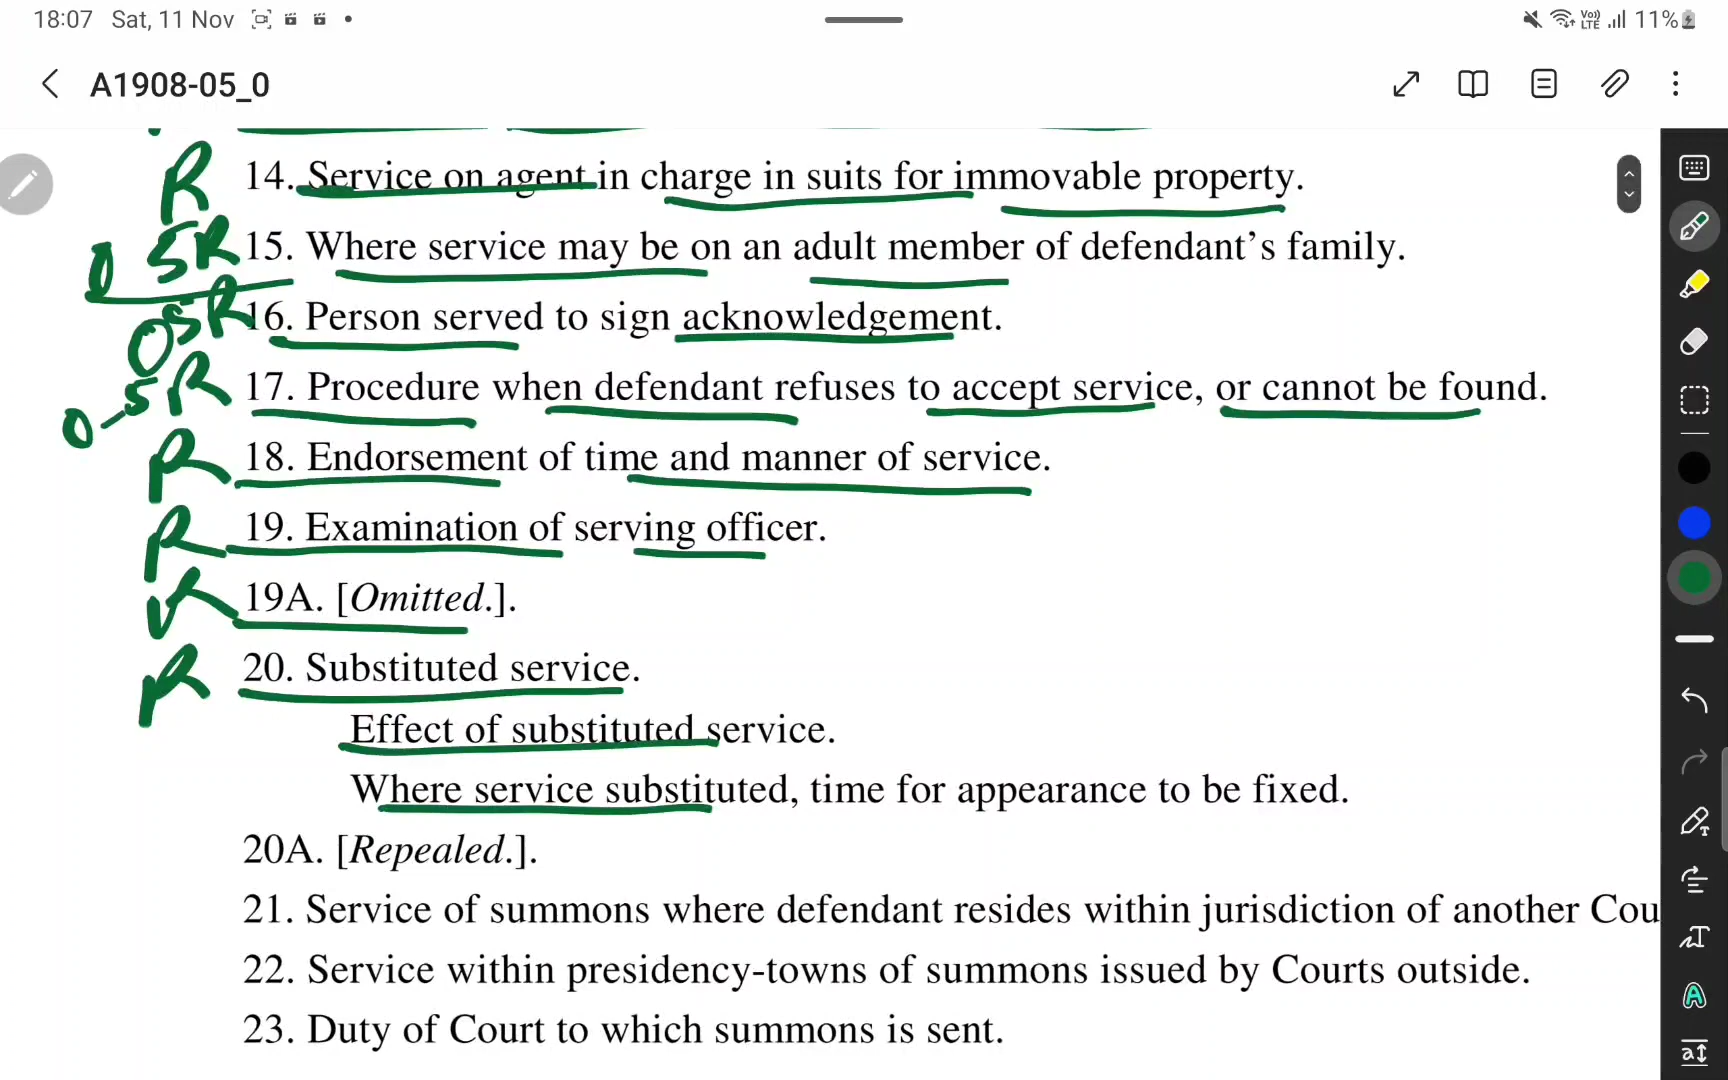 18:07 Sat, 11 Nov
Vo)) LTE 11%
A1908-05_0
R 14. Service on agent in charge in suits for immovable property.
O 5R 15. Where service may be on an adult member of defendant’s family.
O5R 16. Person served to sign acknowledgement.
O-5R 17. Procedure when defendant refuses to accept service, or cannot be found.
R 18. Endorsement of time and manner of service.
R 19. Examination of serving officer.
R 19A. [Omitted.].
R 20. Substituted service.
Effect of substituted service.
Where service substituted, time for appearance to be fixed.
20A. [Repealed.].
21. Service of summons where defendant resides within jurisdiction of another Cou
22. Service within presidency-towns of summons issued by Courts outside.
23. Duty of Court to which summons is sent.